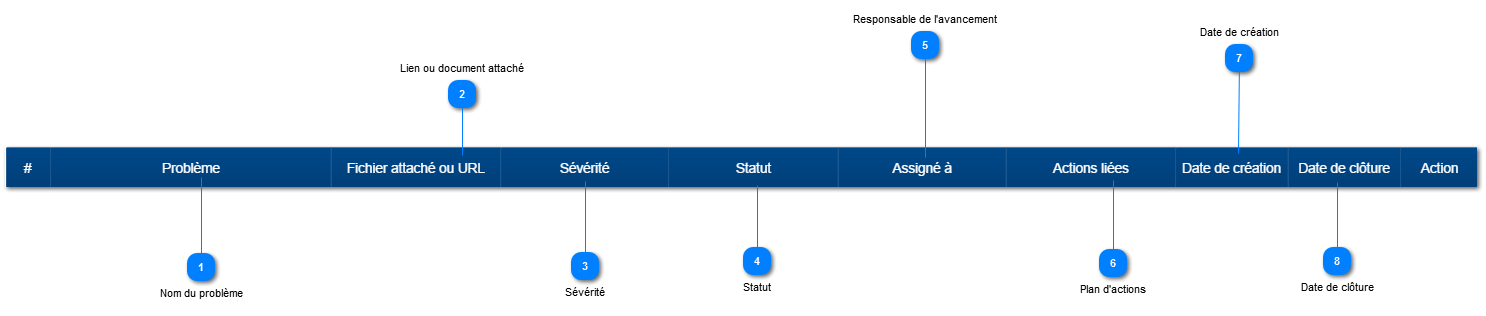 Responsable de l'avancement
5
Date de création
7
Lien ou document attaché
2
# Problème Fichier attaché ou URL Sévérité Statut Assigné à Actions liées Date de création Date de clôture Action
1
Nom du problème
3
Sévérité
4
Statut
6
Plan d'actions
8
Date de clôture